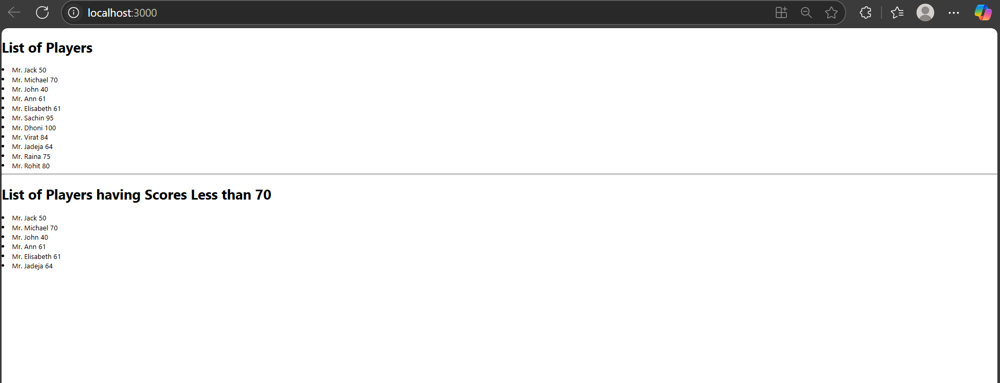 localhost:3000
List of Players
Mr. Jack 50
Mr. Michael 70
Mr. John 40
Mr. Ann 61
Mr. Elisabeth 61
Mr. Sachin 95
Mr. Dhoni 100
Mr. Virat 84
Mr. Jadeja 64
Mr. Raina 75
Mr. Rohit 80
List of Players having Scores Less than 70
Mr. Jack 50
Mr. Michael 70
Mr. John 40
Mr. Ann 61
Mr. Elisabeth 61
Mr. Jadeja 64